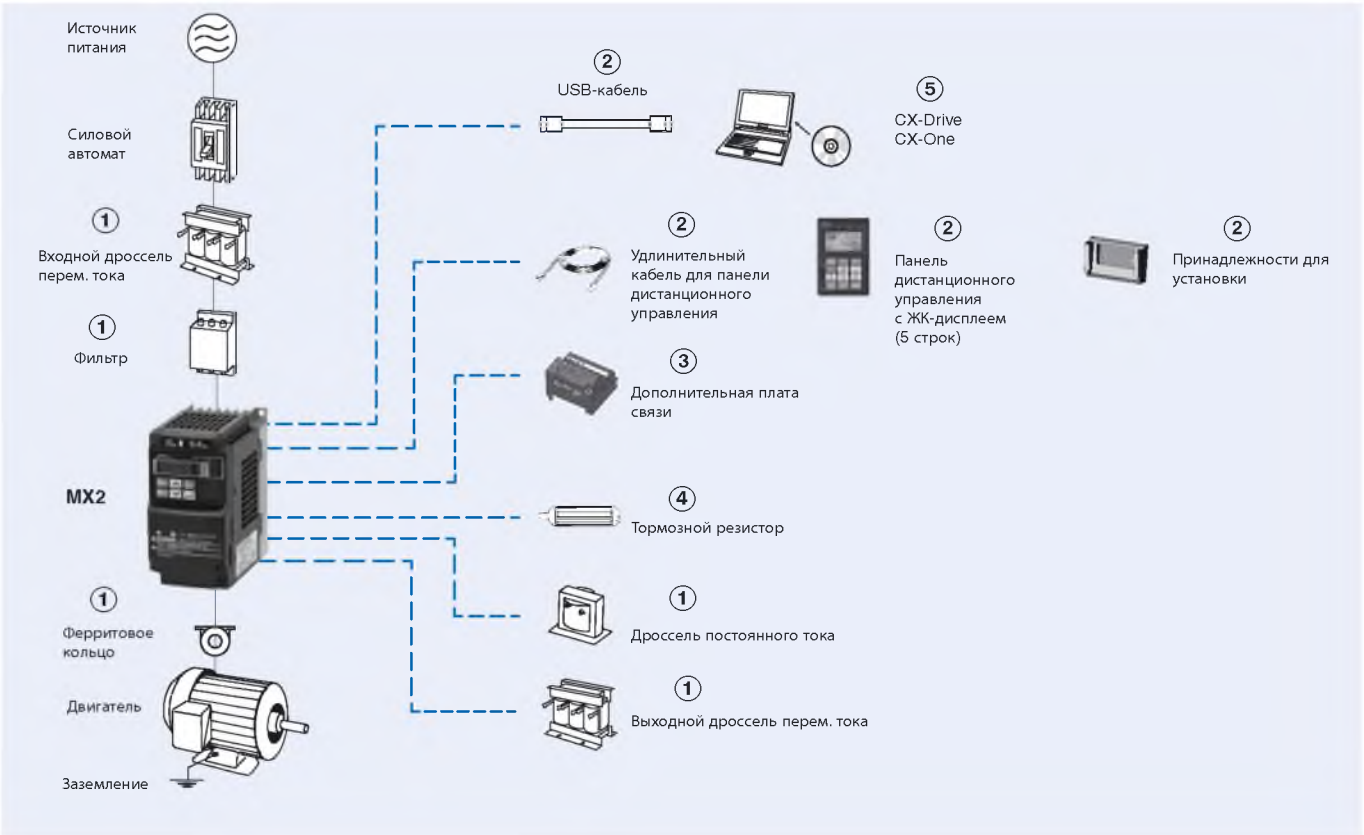 Источник
питания
Силовой
автомат
1
Входной дроссель
перем. тока
1
Фильтр
MX2
1
Ферритовое
кольцо
Двигатель
Заземление
2
USB-кабель
5
CX-Drive
CX-One
2
Удлинительный
кабель для панели
дистанционного
управления
2
Панель
дистанционного
управления
с ЖК-дисплеем
(5 строк)
2
Принадлежности для
установки
3
Дополнительная плата
связи
4
Тормозной резистор
1
Дроссель постоянного тока
1
Выходной дроссель перем. тока